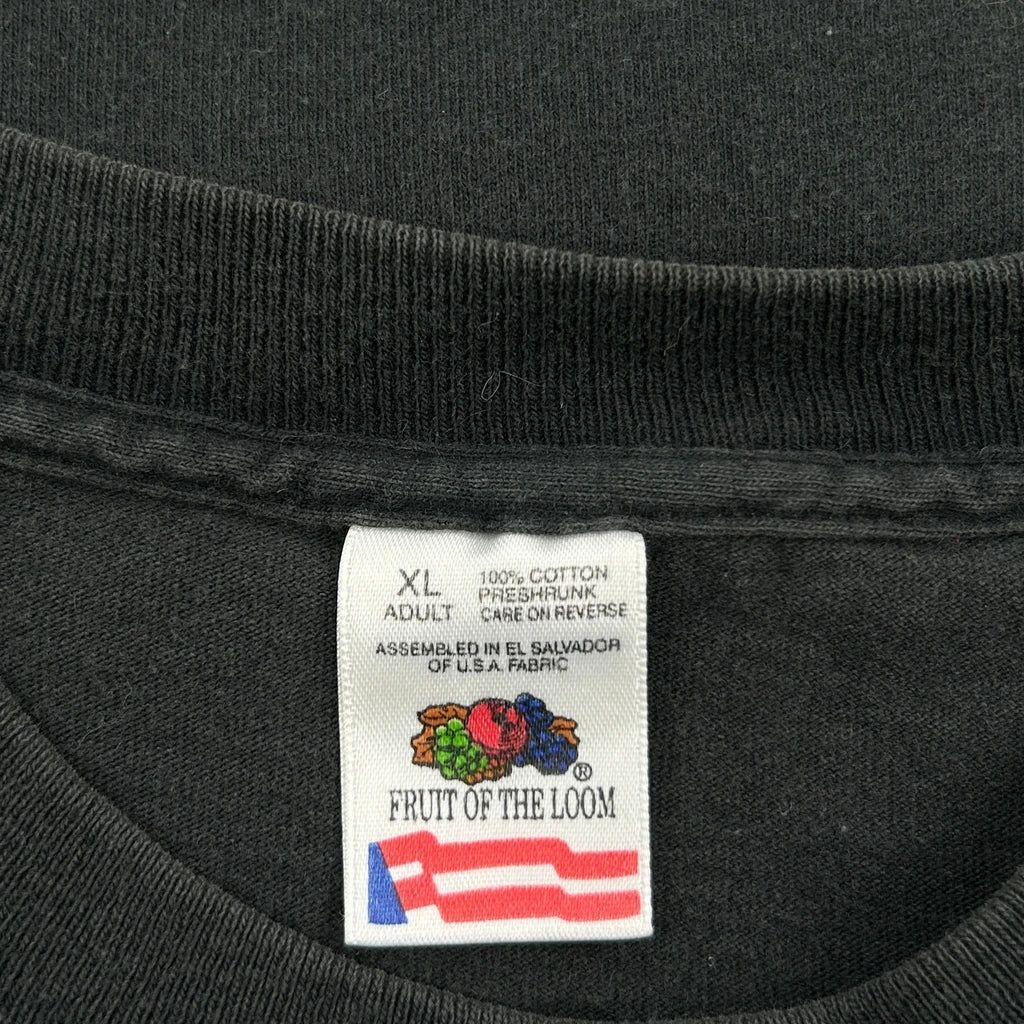 XL
ADULT
100% COTTON
PRESHRUNK
CARE ON REVERSE
ASSEMBLED IN EL SALVADOR
OF U.S.A. FABRIC
®
FRUIT OF THE LOOM